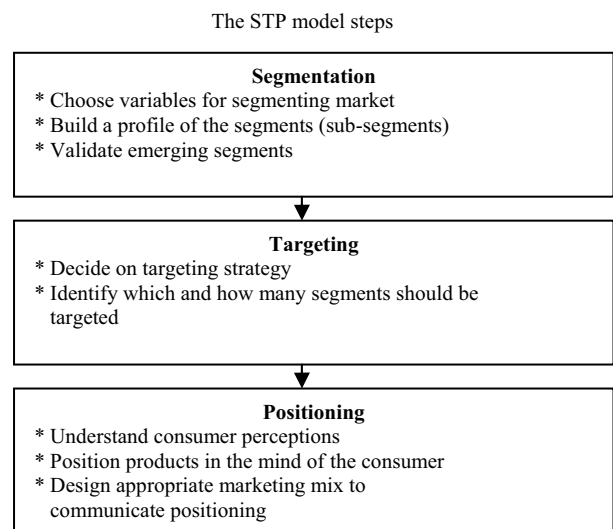 The STP model steps
Segmentation
* Choose variables for segmenting market
* Build a profile of the segments (sub-segments)
* Validate emerging segments
Targeting
* Decide on targeting strategy
* Identify which and how many segments should be
targeted
Positioning
* Understand consumer perceptions
* Position products in the mind of the consumer
* Design appropriate marketing mix to
communicate positioning